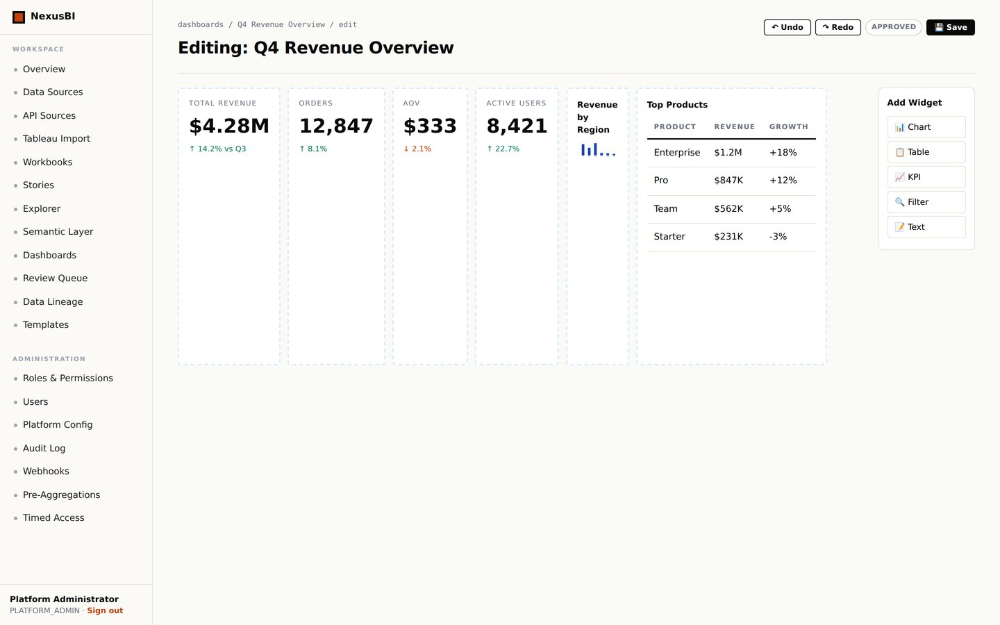 NexusBI
WORKSPACE
Overview
Data Sources
API Sources
Tableau Import
Workbooks
Stories
Explorer
Semantic Layer
Dashboards
Review Queue
Data Lineage
Templates
ADMINISTRATION
Roles & Permissions
Users
Platform Config
Audit Log
Webhooks
Pre-Aggregations
Timed Access
Platform Administrator
PLATFORM_ADMIN · Sign out
dashboards / Q4 Revenue Overview / edit
Editing: Q4 Revenue Overview
↶ Undo
↷ Redo
APPROVED
💾 Save
TOTAL REVENUE
$4.28M
↑ 14.2% vs Q3
ORDERS
12,847
↑ 8.1%
AOV
$333
↓ 2.1%
ACTIVE USERS
8,421
↑ 22.7%
Revenue
by
Region
Top Products
PRODUCT REVENUE GROWTH
Enterprise $1.2M +18%
Pro $847K +12%
Team $562K +5%
Starter $231K -3%
Add Widget
📊 Chart
📋 Table
📈 KPI
🔍 Filter
📝 Text